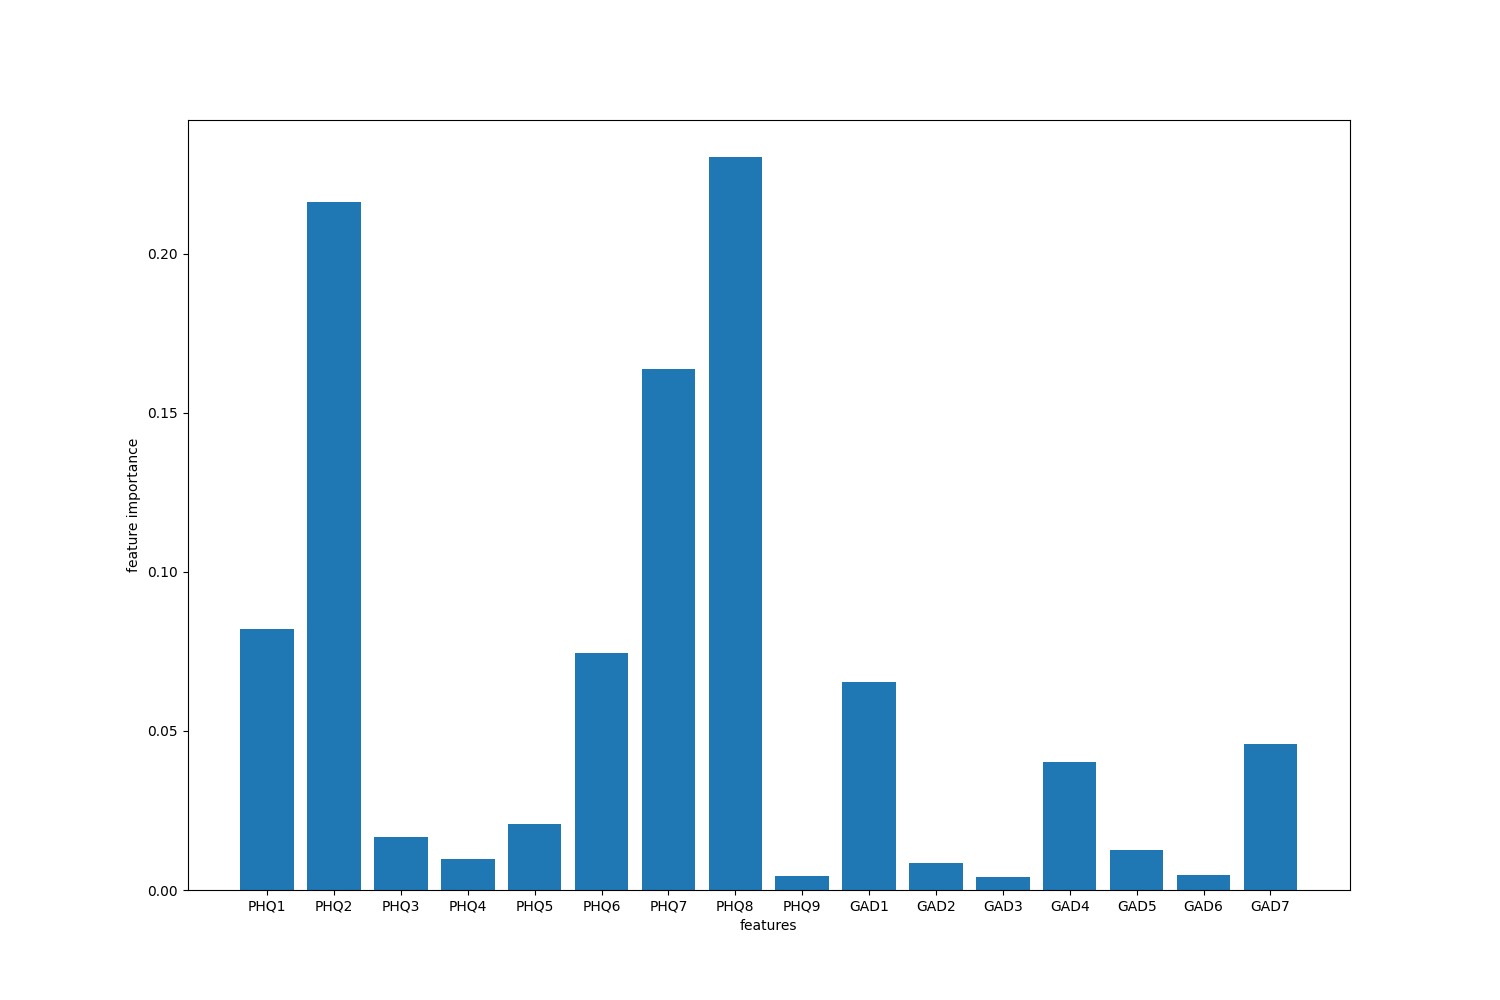 feature importance
0.20
0.15
0.10
0.05
0.00
PHQ1 PHQ2 PHQ3 PHQ4 PHQ5 PHQ6 PHQ7 PHQ8 PHQ9 GAD1 GAD2 GAD3 GAD4 GAD5 GAD6 GAD7
features